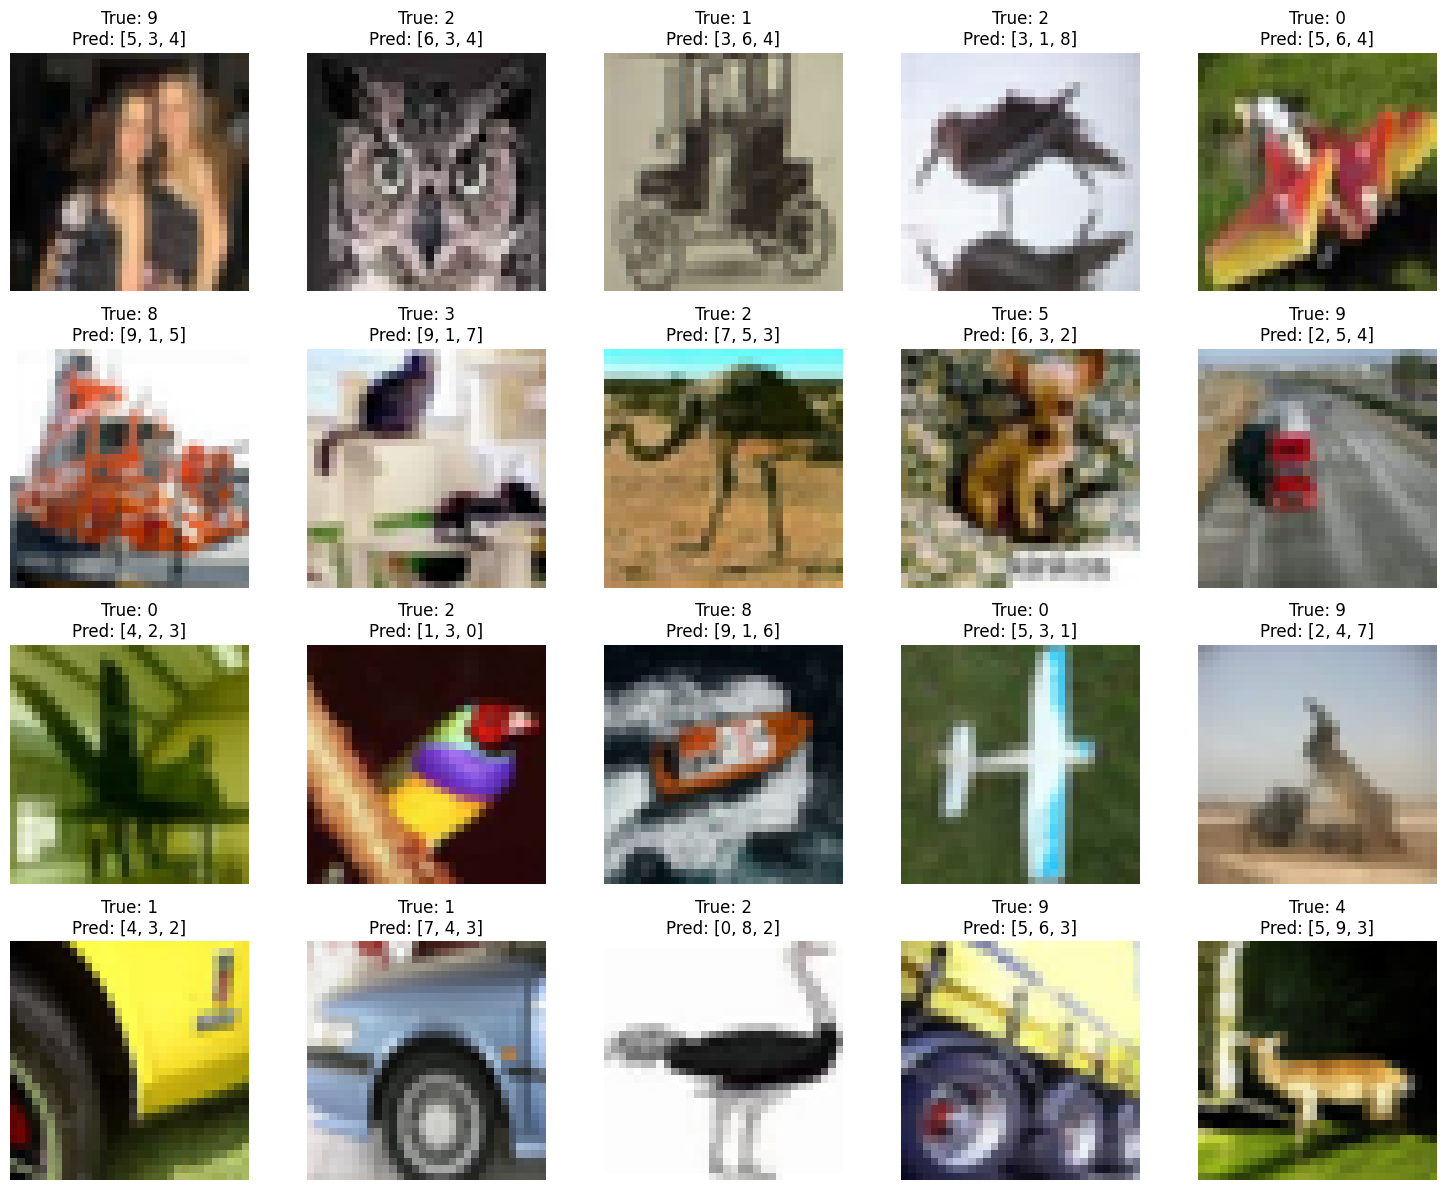 True: 9
Pred: [5, 3, 4]
True: 2
Pred: [6, 3, 4]
True: 1
Pred: [3, 6, 4]
True: 2
Pred: [3, 1, 8]
True: 0
Pred: [5, 6, 4]
True: 8
Pred: [9, 1, 5]
True: 3
Pred: [9, 1, 7]
True: 2
Pred: [7, 5, 3]
True: 5
Pred: [6, 3, 2]
True: 9
Pred: [2, 5, 4]
True: 0
Pred: [4, 2, 3]
True: 2
Pred: [1, 3, 0]
True: 8
Pred: [9, 1, 6]
True: 0
Pred: [5, 3, 1]
True: 9
Pred: [2, 4, 7]
True: 1
Pred: [4, 3, 2]
True: 1
Pred: [7, 4, 3]
True: 2
Pred: [0, 8, 2]
True: 9
Pred: [5, 6, 3]
True: 4
Pred: [5, 9, 3]